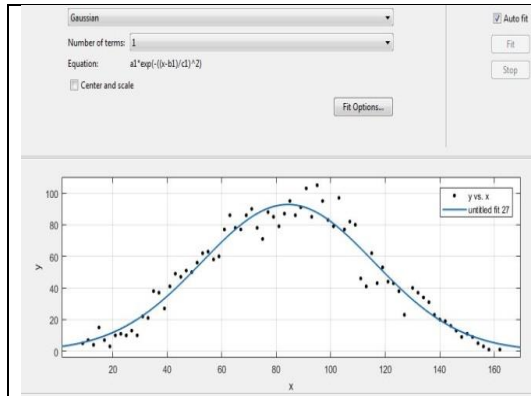 Gaussian
Auto fit
Number of terms: 1
Fit
Equation: a1*exp(-((x-b1)/c1)^2)
Stop
Center and scale
Fit Options...
y vs. x
untitled fit 27
100
80
60
40
20
0
y
20 40 60 80 100 120 140 160
x